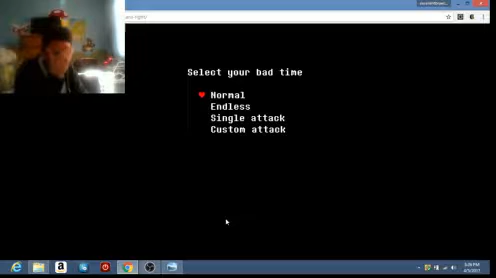 Select your bad time
Normal
Endless
Single attack
Custom attack